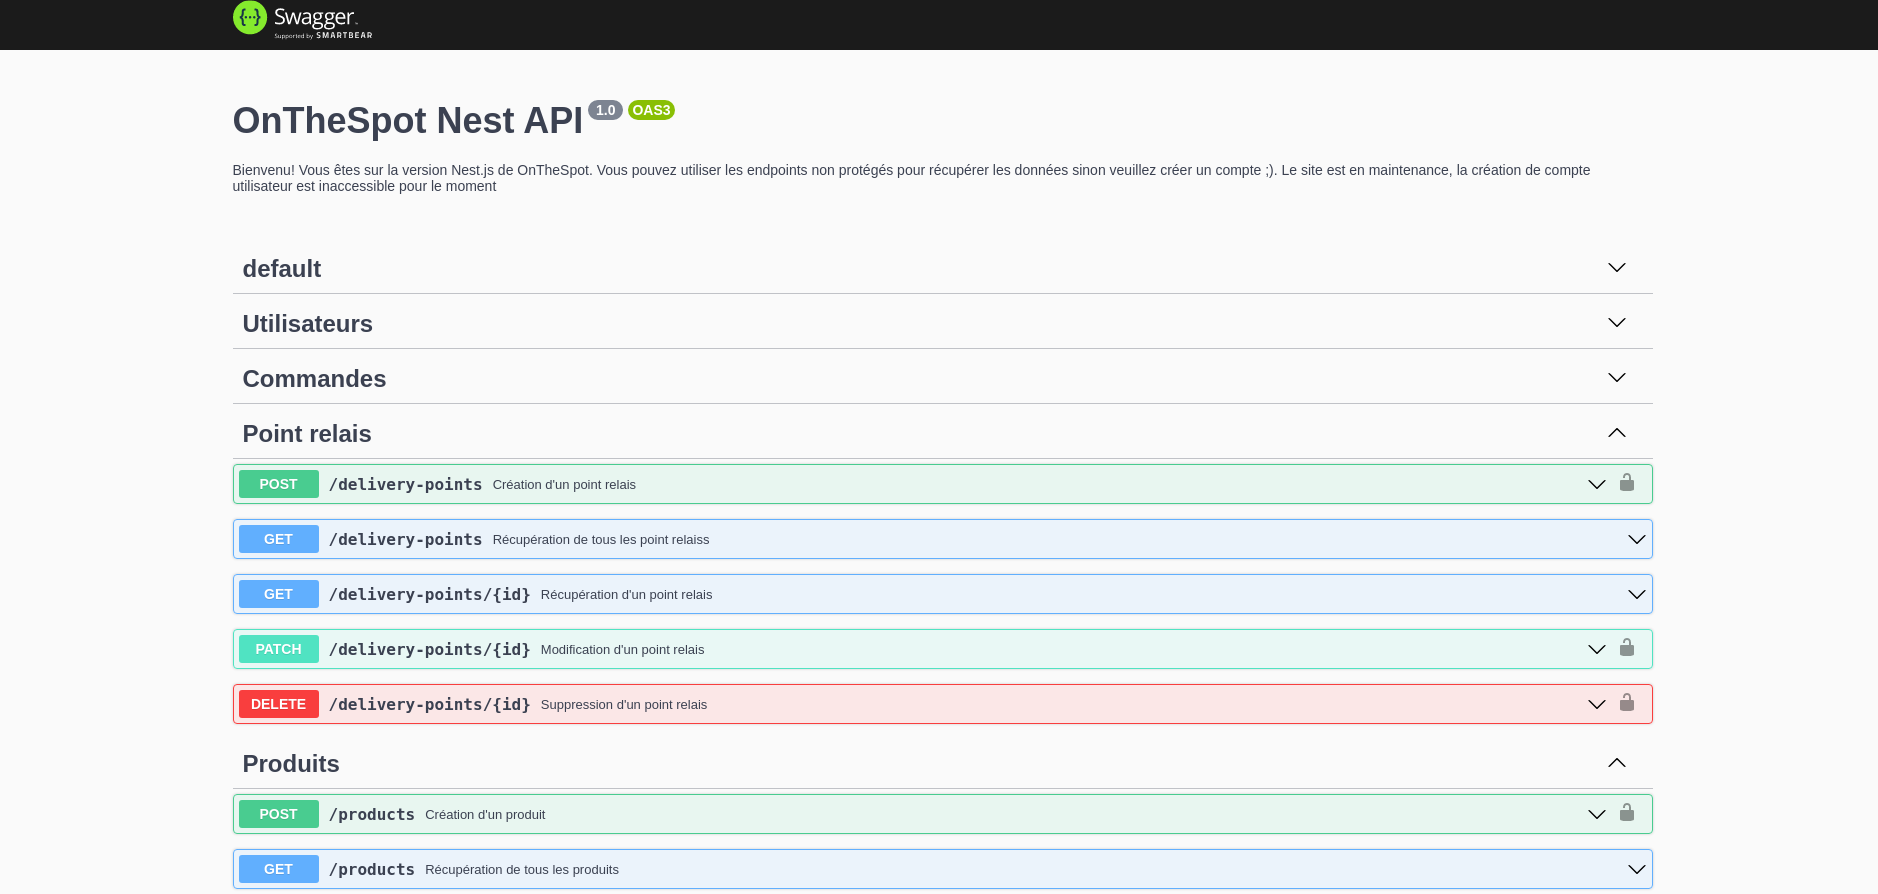 Swagger
Supported by SMARTBEAR
OnTheSpot Nest API 1.0 OAS3
Bienvenu! Vous êtes sur la version Nest.js de OnTheSpot. Vous pouvez utiliser les endpoints non protégés pour récupérer les données sinon veuillez créer un compte ;). Le site est en maintenance, la création de compte
utilisateur est inaccessible pour le moment
default
Utilisateurs
Commandes
Point relais
POST /delivery-points Création d'un point relais
GET /delivery-points Récupération de tous les point relaiss
GET /delivery-points/{id} Récupération d'un point relais
PATCH /delivery-points/{id} Modification d'un point relais
DELETE /delivery-points/{id} Suppression d'un point relais
Produits
POST /products Création d'un produit
GET /products Récupération de tous les produits